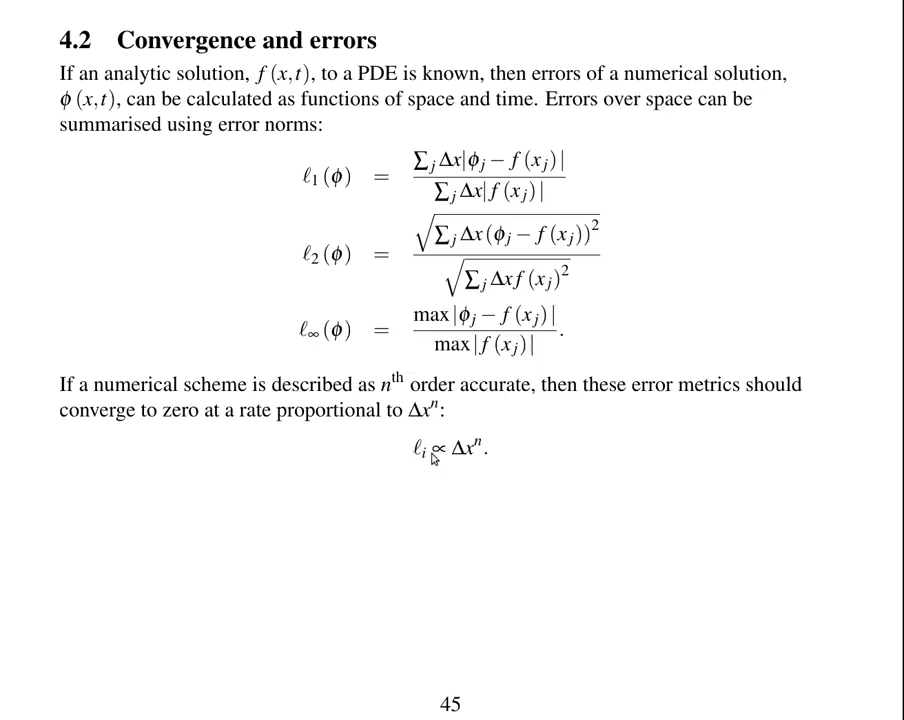 4.2 Convergence and errors
If an analytic solution, f (x,t), to a PDE is known, then errors of a numerical solution,
ϕ (x,t), can be calculated as functions of space and time. Errors over space can be
summarised using error norms:
ℓ₁ (ϕ) = ∑ⱼ Δx|ϕⱼ − f (xⱼ)| / ∑ⱼ Δx|f (xⱼ)|
ℓ₂ (ϕ) = √(∑ⱼ Δx (ϕⱼ − f (xⱼ))²) / √(∑ⱼ Δx f (xⱼ)²)
ℓ∞ (ϕ) = max |ϕⱼ − f (xⱼ)| / max |f (xⱼ)| .
If a numerical scheme is described as nᵗʰ order accurate, then these error metrics should
converge to zero at a rate proportional to Δxⁿ:
ℓᵢ ∝ Δxⁿ.
45